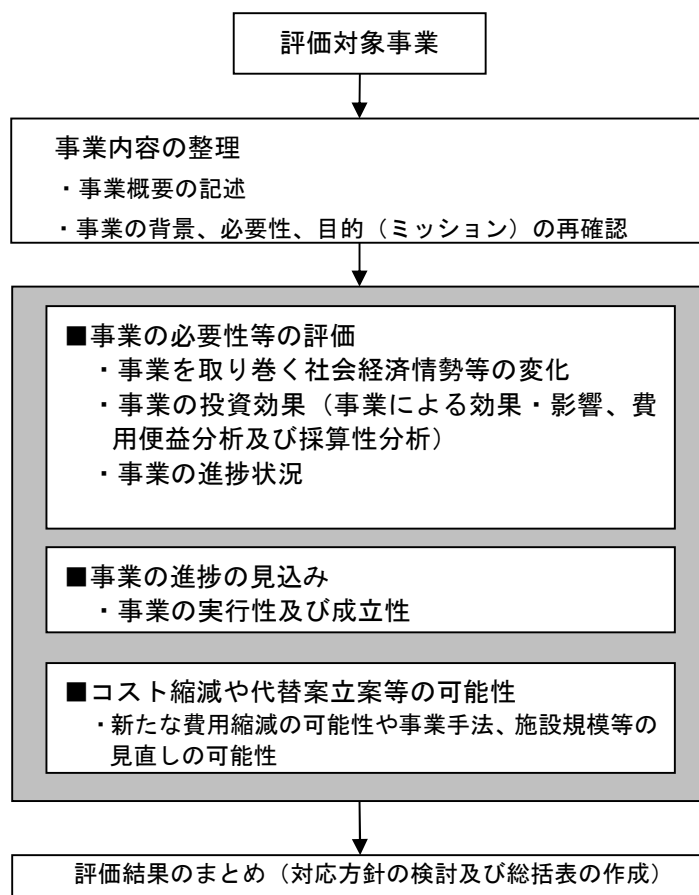 評価対象事業
事業内容の整理
・事業概要の記述
・事業の背景、必要性、目的（ミッション）の再確認
■事業の必要性等の評価
・事業を取り巻く社会経済情勢等の変化
・事業の投資効果（事業による効果・影響、費
用便益分析及び採算性分析）
・事業の進捗状況
■事業の進捗の見込み
・事業の実行性及び成立性
■コスト縮減や代替案立案等の可能性
・新たな費用縮減の可能性や事業手法、施設規模等の
見直しの可能性
評価結果のまとめ（対応方針の検討及び総括表の作成）